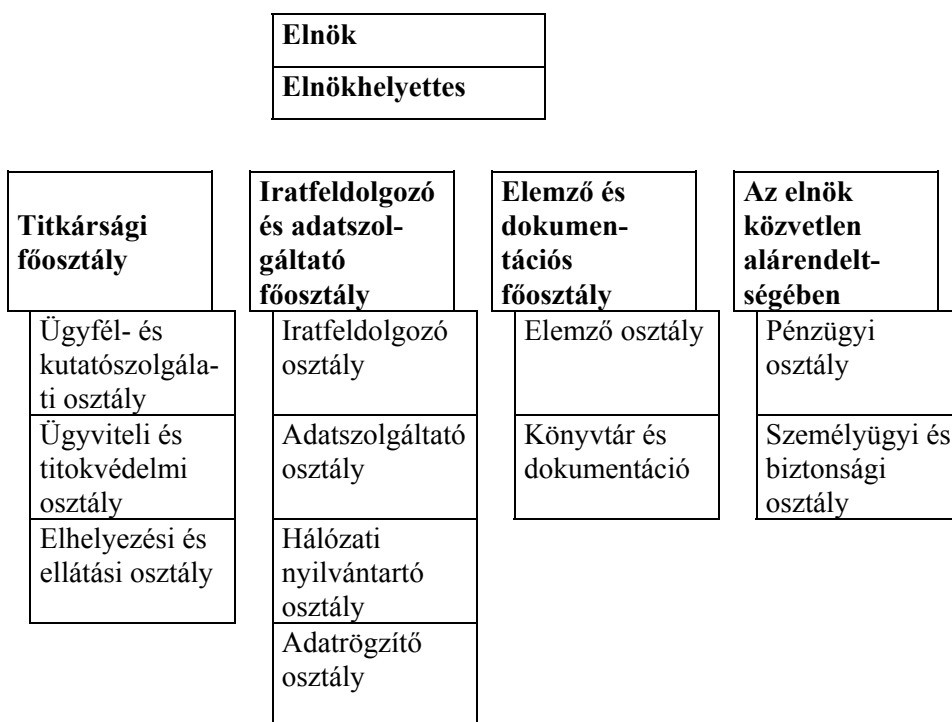 Elnök
Elnökhelyettes
Titkársági
főosztály
Ügyfél- és
kutatószolgála-
ti osztály
Ügyviteli és
titokvédelmi
osztály
Elhelyezési és
ellátási osztály
Iratfeldolgozó
és adatszol-
gáltató
főosztály
Iratfeldolgozó
osztály
Adatszolgáltató
osztály
Hálózati
nyilvántartó
osztály
Adatrögzítő
osztály
Elemző és
dokumen-
tációs
főosztály
Elemző osztály
Könyvtár és
dokumentáció
Az elnök
közvetlen
alárendelt-
ségében
Pénzügyi
osztály
Személyügyi és
biztonsági
osztály